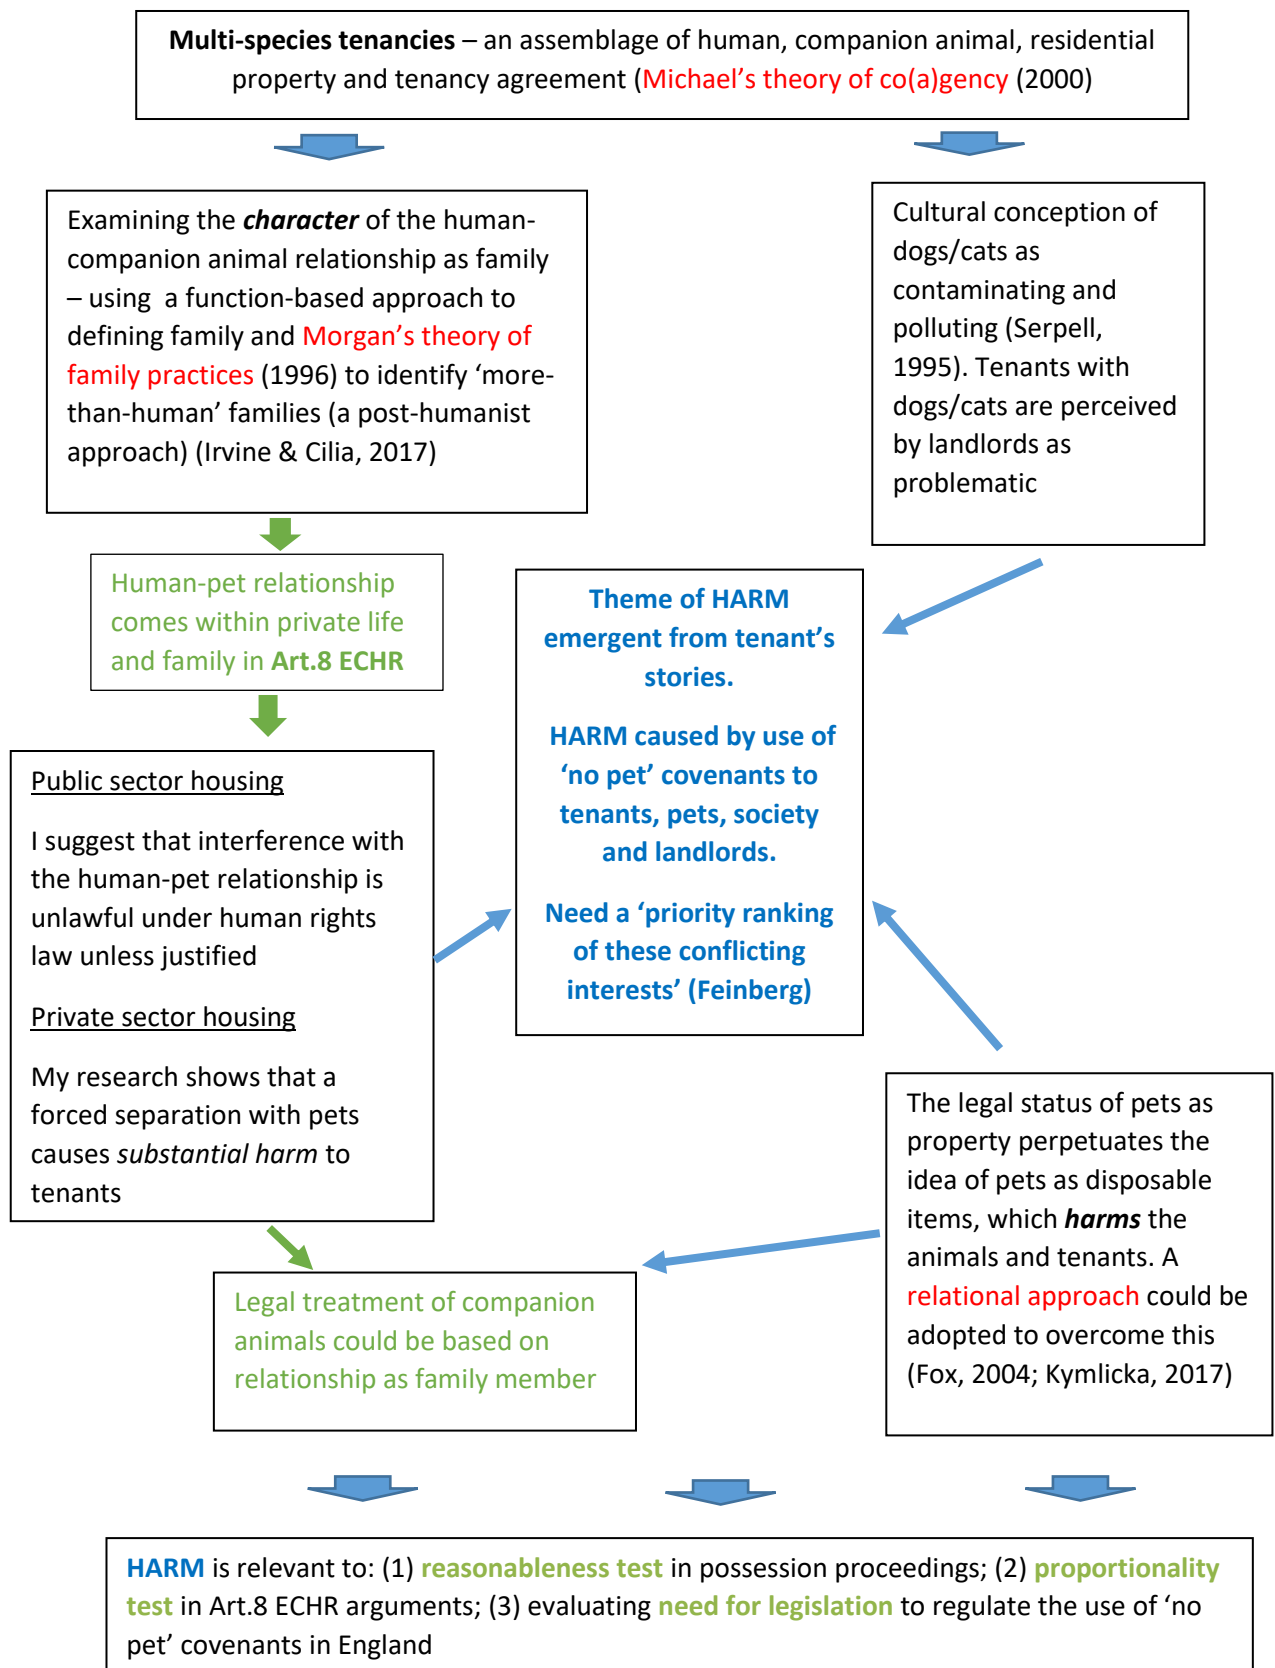 Multi-species tenancies – an assemblage of human, companion animal, residential
property and tenancy agreement (Michael’s theory of co(a)gency (2000)
Examining the character of the human-
companion animal relationship as family
– using a function-based approach to
defining family and Morgan’s theory of
family practices (1996) to identify ‘more-
than-human’ families (a post-humanist
approach) (Irvine & Cilia, 2017)
Cultural conception of
dogs/cats as
contaminating and
polluting (Serpell,
1995). Tenants with
dogs/cats are perceived
by landlords as
problematic
Human-pet relationship
comes within private life
and family in Art.8 ECHR
Theme of HARM
emergent from tenant’s
stories.
HARM caused by use of
‘no pet’ covenants to
tenants, pets, society
and landlords.
Need a ‘priority ranking
of these conflicting
interests’ (Feinberg)
Public sector housing
I suggest that interference with
the human-pet relationship is
unlawful under human rights
law unless justified
Private sector housing
My research shows that a
forced separation with pets
causes substantial harm to
tenants
The legal status of pets as
property perpetuates the
idea of pets as disposable
items, which harms the
animals and tenants. A
relational approach could be
adopted to overcome this
(Fox, 2004; Kymlicka, 2017)
Legal treatment of companion
animals could be based on
relationship as family member
HARM is relevant to: (1) reasonableness test in possession proceedings; (2) proportionality
test in Art.8 ECHR arguments; (3) evaluating need for legislation to regulate the use of ‘no
pet’ covenants in England